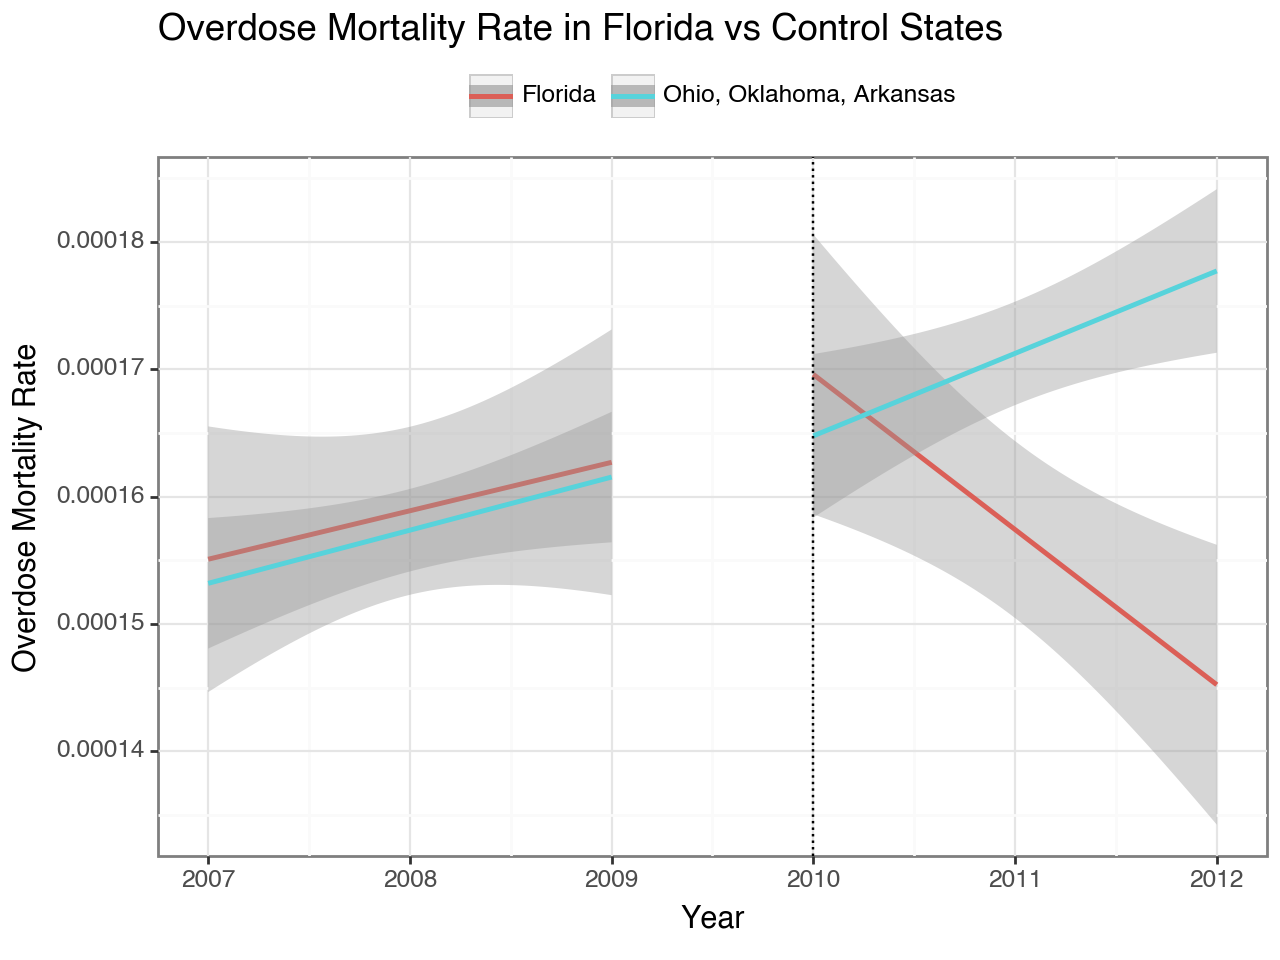 Overdose Mortality Rate in Florida vs Control States
Florida
Ohio, Oklahoma, Arkansas
0.00018
0.00017
0.00016
0.00015
0.00014
Overdose Mortality Rate
2007
2008
2009
2010
2011
2012
Year